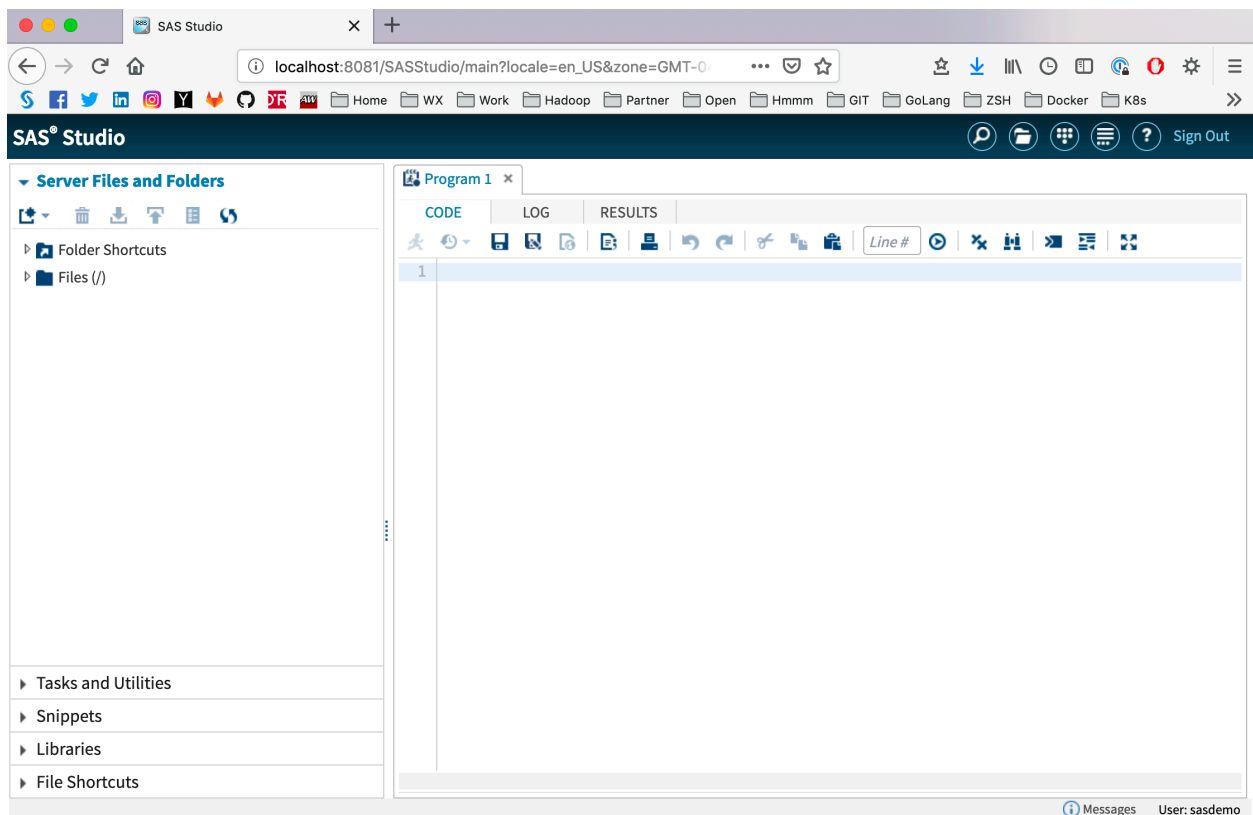 SAS Studio
localhost:8081/SASStudio/main?locale=en_US&zone=GMT-0
Home WX Work Hadoop Partner Open Hmmm GIT GoLang ZSH Docker K8s
SAS® Studio
Sign Out
Server Files and Folders
Folder Shortcuts
Files (/)
Tasks and Utilities
Snippets
Libraries
File Shortcuts
Program 1
CODE LOG RESULTS
Line #
1
Messages User: sasdemo